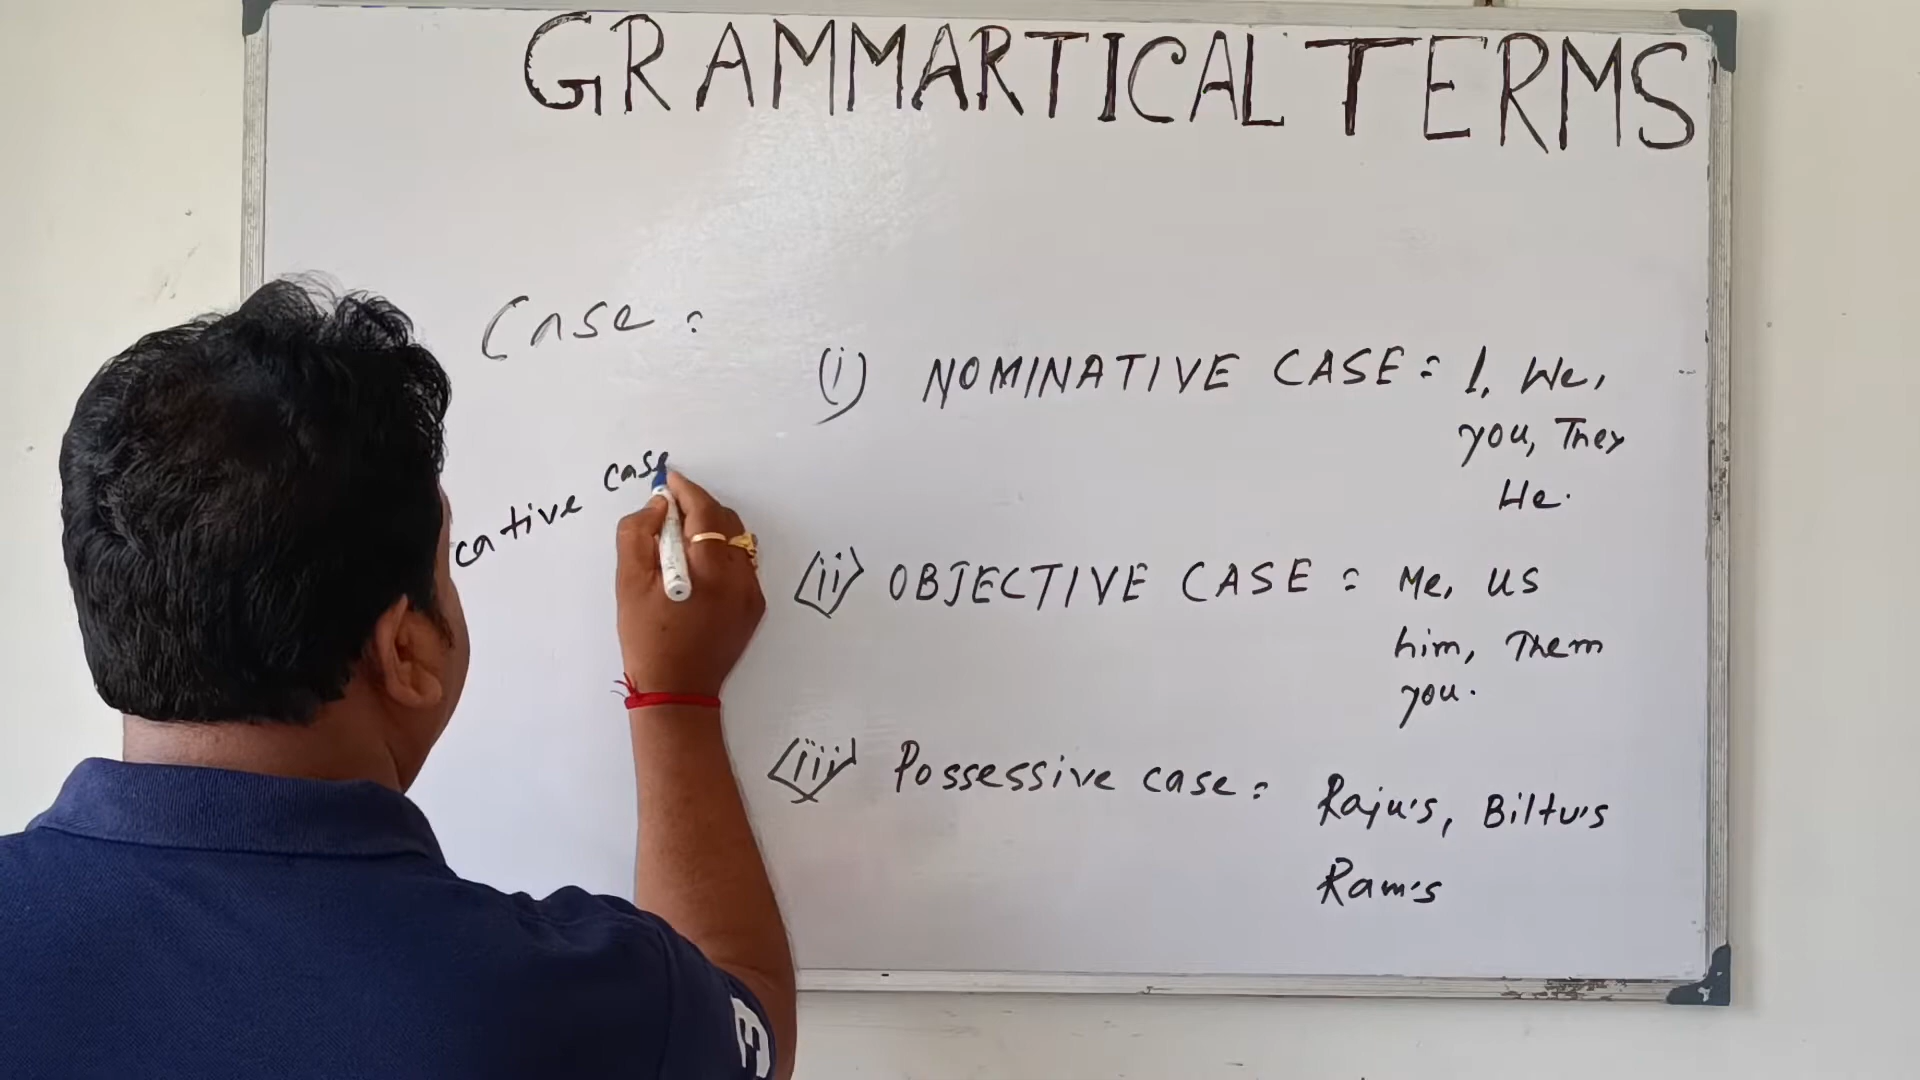 GRAMMARTICAL TERMS
Case :
(i) NOMINATIVE CASE = I, We,
you, They
He.
cative case
(ii) OBJECTIVE CASE = Me, us
him, Them
you.
(iii) Possessive case = Raju's, Biltu's
Ram's